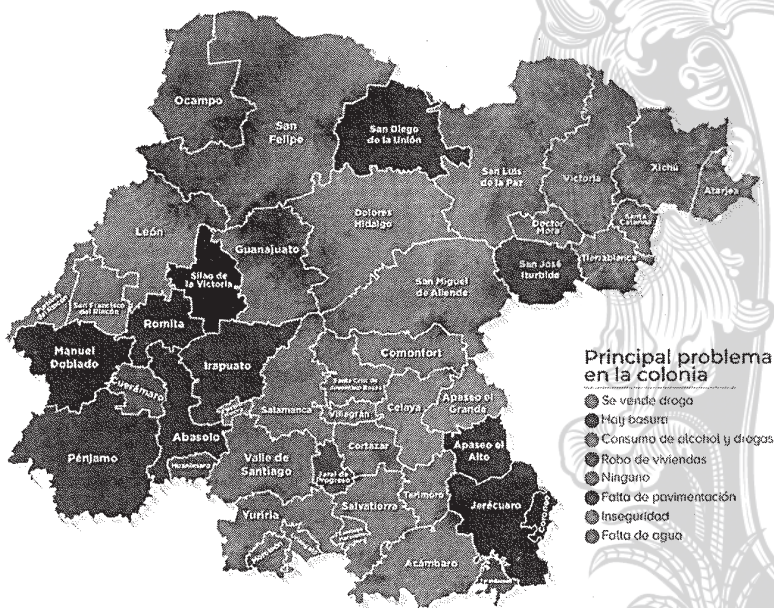 Ocampo
San
Felipe
San Diego
de la Unión
San Luis
de la Paz
Victoria
Xichú
Atarjea
León
Dolores
Hidalgo
Doctor
Mora
Santa
Catarina
Guanajuato
Silao de
la Victoria
San José
Iturbide
Tierrablanca
San Miguel
de Allende
San Francisco
del Rincón
Romita
Manuel
Doblado
Cuerámaro
Irapuato
Comonfort
Santa Cruz de
Juventino Rosas
Salamanca
Villagrán
Celaya
Apaseo el
Grande
Abasolo
Pénjamo
Huanímaro
Valle de
Santiago
Cortazar
Apaseo el
Alto
Jaral del
Progreso
Tarimoro
Jerécuaro
Coroneo
Yuriria
Salvatierra
Acámbaro
Principal problema
en la colonia
Se vende droga
Hay basura
Consumo de alcohol y drogas
Robo de viviendas
Ninguno
Falta de pavimentación
Inseguridad
Falta de agua